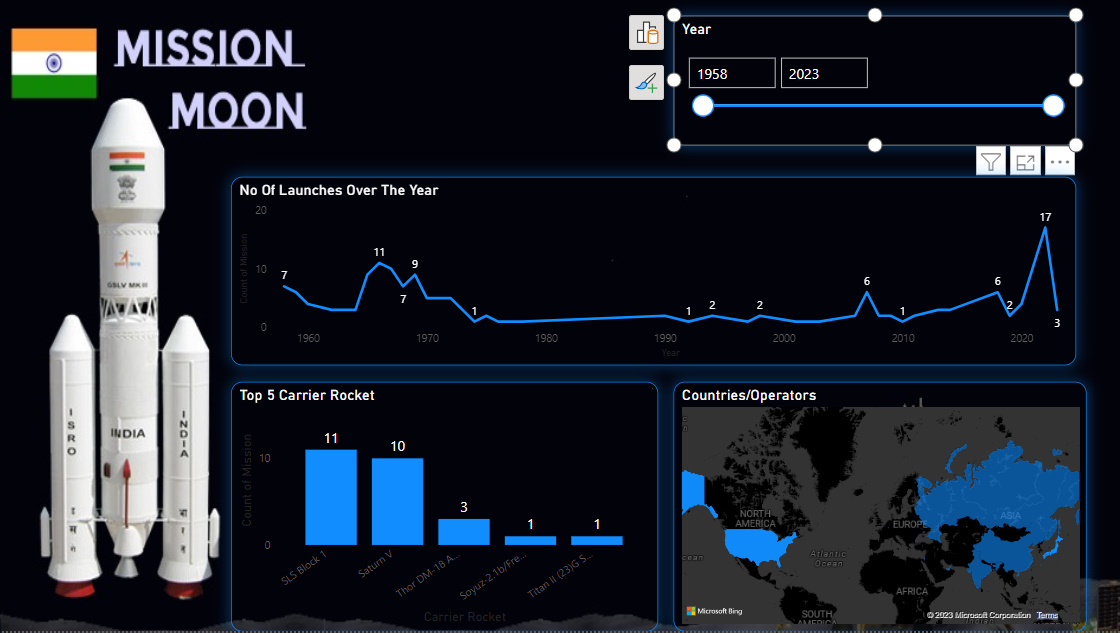 MISSION
MOON
Year
1958
2023
No Of Launches Over The Year
Count of Mission
20
10
0
7
11
7
9
1
1
2
2
6
1
6
2
17
3
1960
1970
1980
1990
2000
2010
2020
Year
GSLV MK III
ISRO
INDIA
INDIA
Top 5 Carrier Rocket
Count of Mission
10
0
11
10
3
1
1
SLS Block 1
Saturn V
Thor DM-18 A...
Soyuz-2.1b/Fre...
Titan II (23)G S...
Carrier Rocket
Countries/Operators
NORTH
AMERICA
EUROPE
ASIA
cean
Atlantic
Ocean
AFRICA
SOUTH
AMERICA
Indian
Microsoft Bing
© 2023 Microsoft Corporation Terms